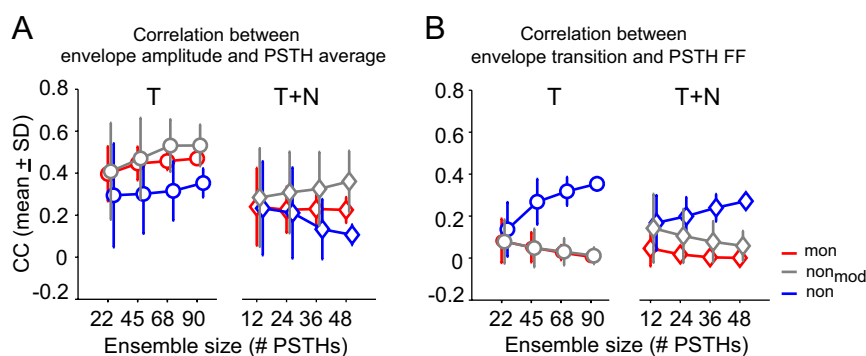 A
Correlation between
envelope amplitude and PSTH average
T
T+N
CC (mean ± SD)
0.8
0.6
0.4
0.2
0
-0.2
22 45 68 90
12 24 36 48
Ensemble size (# PSTHs)
B
Correlation between
envelope transition and PSTH FF
T
T+N
0.8
0.6
0.4
0.2
0
-0.2
22 45 68 90
12 24 36 48
Ensemble size (# PSTHs)
mon
nonmod
non